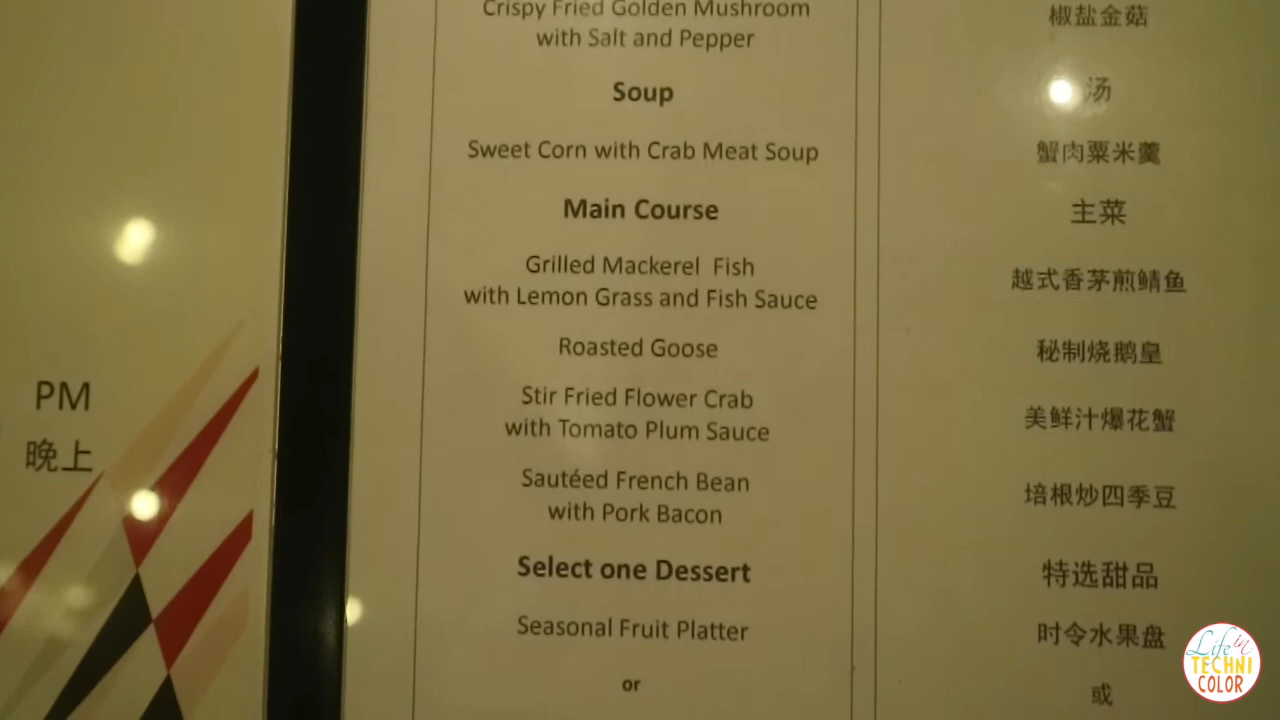 PM
晚上
Crispy Fried Golden Mushroom
with Salt and Pepper
Soup
Sweet Corn with Crab Meat Soup
Main Course
Grilled Mackerel Fish
with Lemon Grass and Fish Sauce
Roasted Goose
Stir Fried Flower Crab
with Tomato Plum Sauce
Sautéed French Bean
with Pork Bacon
Select one Dessert
Seasonal Fruit Platter
or
椒盐金菇
汤
蟹肉粟米羹
主菜
越式香茅煎鲭鱼
秘制烧鹅皇
美鲜汁爆花蟹
培根炒四季豆
特选甜品
时令水果盘
或
Life in
TECHNI
COLOR